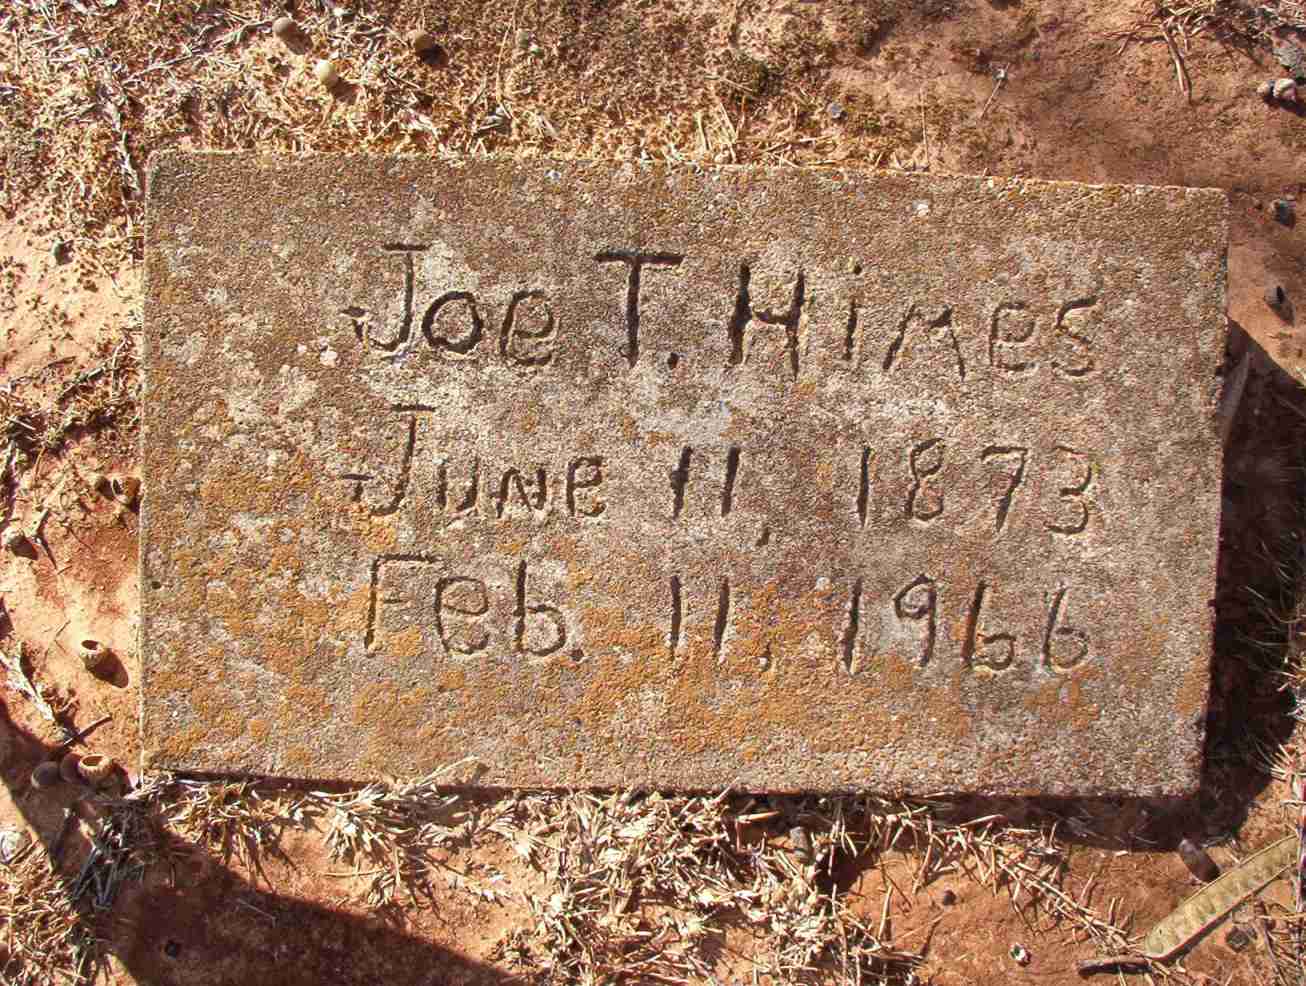 Joe T. Himes
June 11, 1873
Feb. 11, 1966